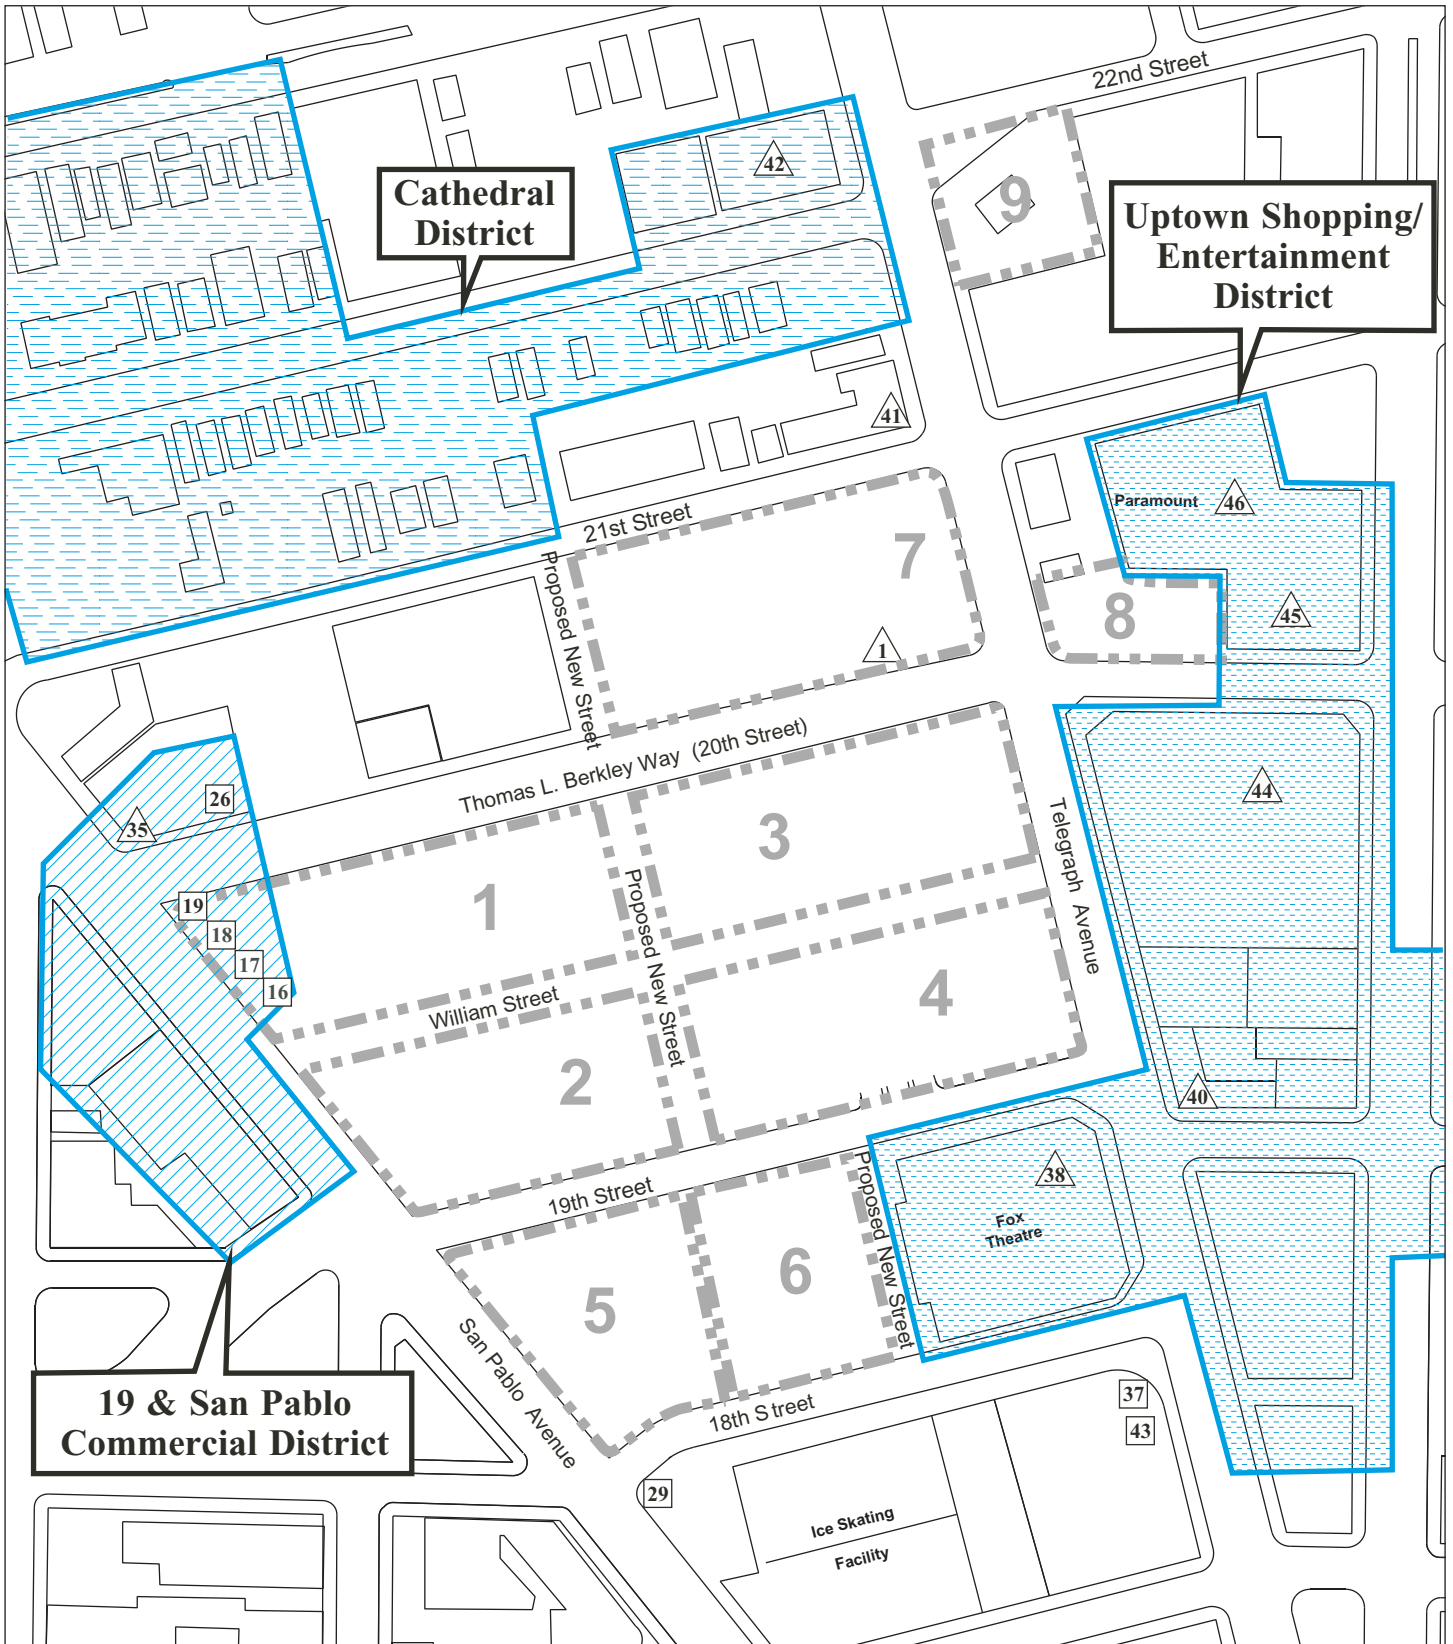 22nd Street
42
Cathedral
District
9
Uptown Shopping/
Entertainment
District
41
Paramount
46
21st Street
7
Proposed New Street
8
45
1
Thomas L. Berkley Way (20th Street)
26
35
44
3
Telegraph Avenue
1
19
18
17
16
Proposed New Street
William Street
4
2
40
19th Street
38
Fox
Theatre
Proposed New Street
6
5
San Pablo Avenue
18th Street
37
43
19 & San Pablo
Commercial District
29
Ice Skating
Facility